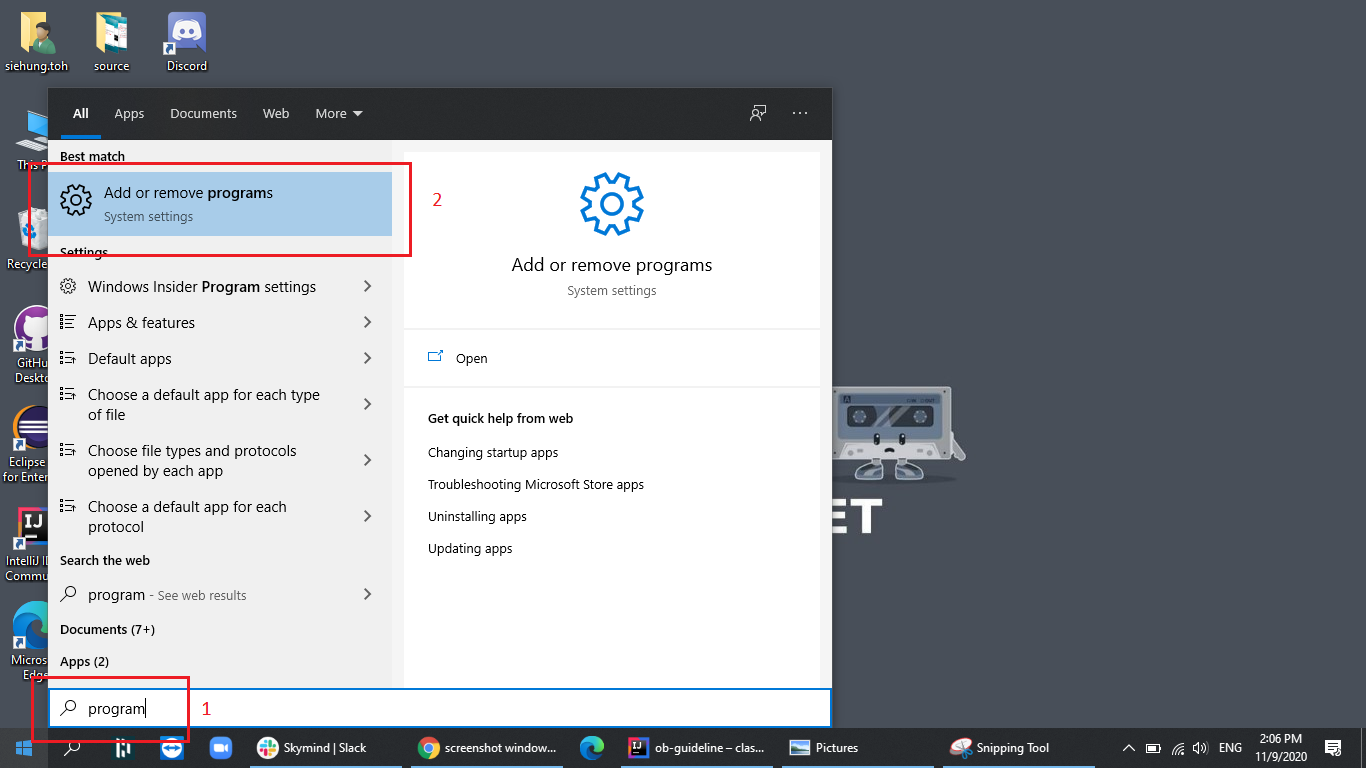 siehung.toh
source
Discord
All
Apps
Documents
Web
More
This P
Best match
Add or remove programs
System settings
2
Recycle
Settings
Windows Insider Program settings
Apps & features
Default apps
Choose a default app for each type
of file
Choose file types and protocols
opened by each app
Choose a default app for each
protocol
Search the web
program - See web results
Documents (7+)
Apps (2)
Add or remove programs
System settings
Open
Get quick help from web
Changing startup apps
Troubleshooting Microsoft Store apps
Uninstalling apps
Updating apps
A
ET
GitHu
Deskto
Eclipse
for Enter
IJ
IntelliJ ID
Commu
Micros
Edge
program
1
Skymind | Slack
screenshot window...
IJ
ob-guideline – clas...
Pictures
Snipping Tool
ENG
2:06 PM
11/9/2020